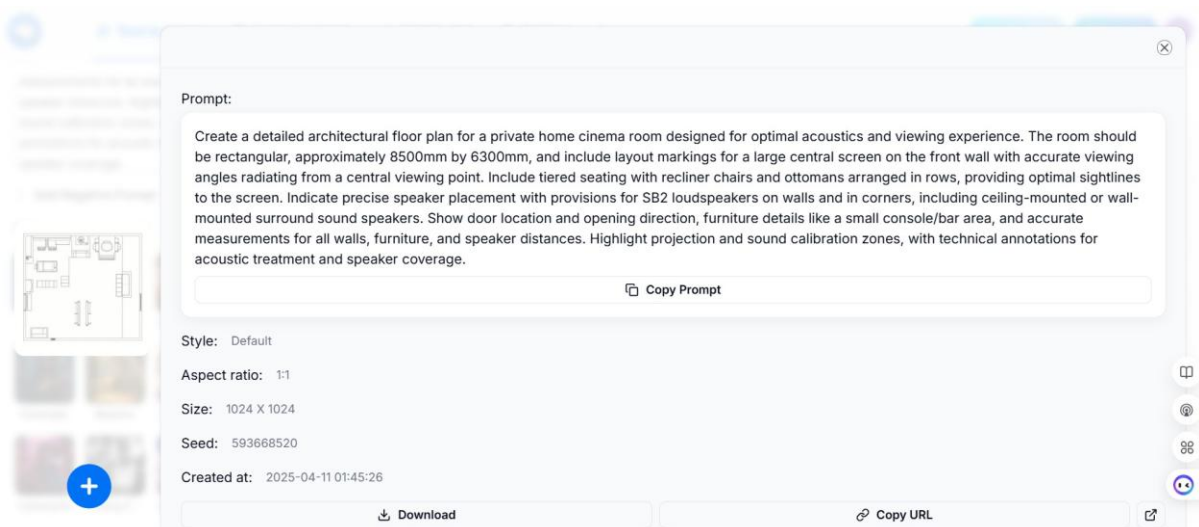 Prompt:
Create a detailed architectural floor plan for a private home cinema room designed for optimal acoustics and viewing experience. The room should
be rectangular, approximately 8500mm by 6300mm, and include layout markings for a large central screen on the front wall with accurate viewing
angles radiating from a central viewing point. Include tiered seating with recliner chairs and ottomans arranged in rows, providing optimal sightlines
to the screen. Indicate precise speaker placement with provisions for SB2 loudspeakers on walls and in corners, including ceiling-mounted or wall-
mounted surround sound speakers. Show door location and opening direction, furniture details like a small console/bar area, and accurate
measurements for all walls, furniture, and speaker distances. Highlight projection and sound calibration zones, with technical annotations for
acoustic treatment and speaker coverage.
Copy Prompt
Style: Default
Aspect ratio: 1:1
Size: 1024 X 1024
Seed: 593668520
Created at: 2025-04-11 01:45:26
Download
Copy URL